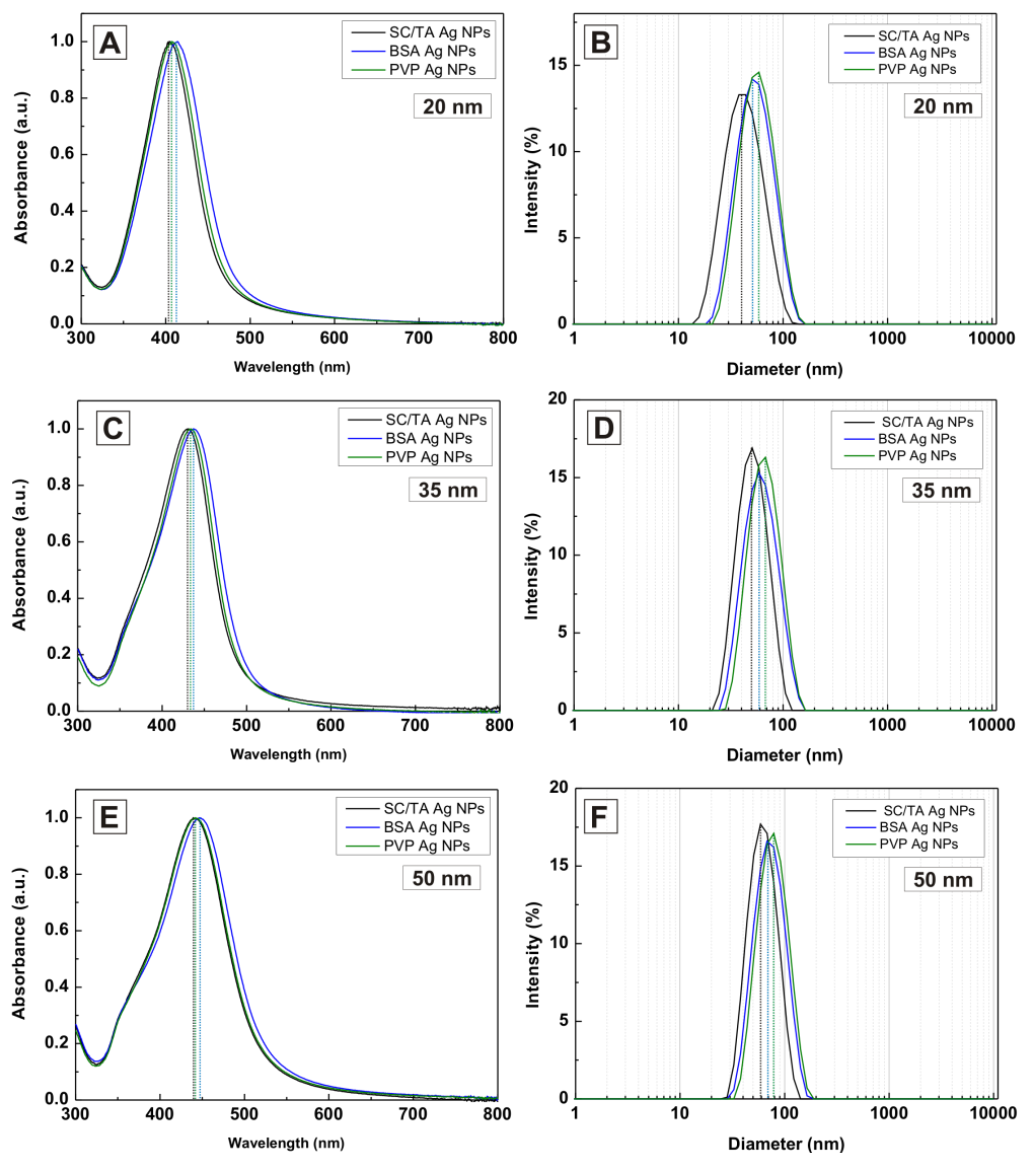 A
SC/TA Ag NPs
BSA Ag NPs
PVP Ag NPs
20 nm
1.0
0.8
0.6
0.4
0.2
0.0
Absorbance (a.u.)
300 400 500 600 700 800
Wavelength (nm)
B
SC/TA Ag NPs
BSA Ag NPs
PVP Ag NPs
20 nm
15
10
5
0
Intensity (%)
1 10 100 1000 10000
Diameter (nm)
C
SC/TA Ag NPs
BSA Ag NPs
PVP Ag NPs
35 nm
1.0
0.8
0.6
0.4
0.2
0.0
Absorbance (a.u.)
300 400 500 600 700 800
Wavelength (nm)
D
SC/TA Ag NPs
BSA Ag NPs
PVP Ag NPs
35 nm
20
15
10
5
0
Intensity (%)
1 10 100 1000 10000
Diameter (nm)
E
SC/TA Ag NPs
BSA Ag NPs
PVP Ag NPs
50 nm
1.0
0.8
0.6
0.4
0.2
0.0
Absorbance (a.u.)
300 400 500 600 700 800
Wavelength (nm)
F
SC/TA Ag NPs
BSA Ag NPs
PVP Ag NPs
50 nm
20
15
10
5
0
Intensity (%)
1 10 100 1000 10000
Diameter (nm)